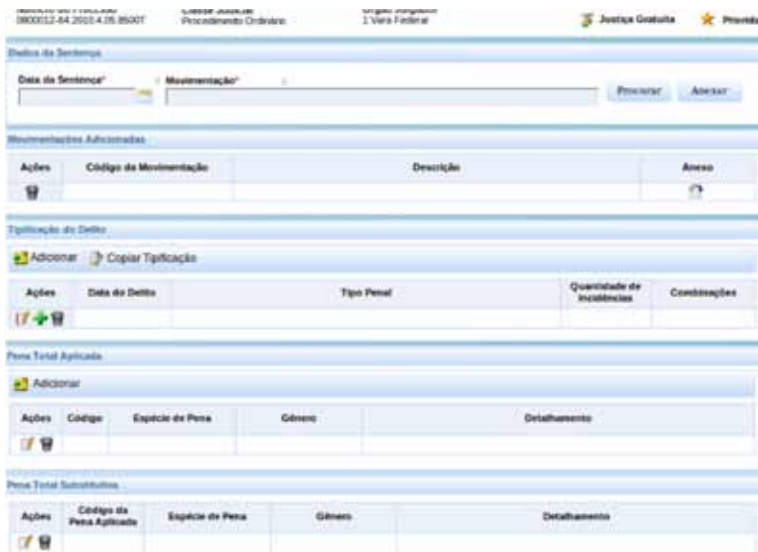 0800012-64.2010.4.05.8500T Procedimento Ordinário 1 Vara Federal Justiça Gratuita
Dados da Sentença
Data da Sentença* Movimentação*
Procurar Anexar
Movimentações Adicionadas
Ações Código da Movimentação Descrição Anexo
Tipificação do Delito
Adicionar Copiar Tipificação
Ações Data do Delito Tipo Penal Quantidade de Incidências Combinações
Pena Total Aplicada
Adicionar
Ações Código Espécie de Pena Gênero Detalhamento
Pena Total Substitutiva
Ações Código da Pena Aplicada Espécie de Pena Gênero Detalhamento